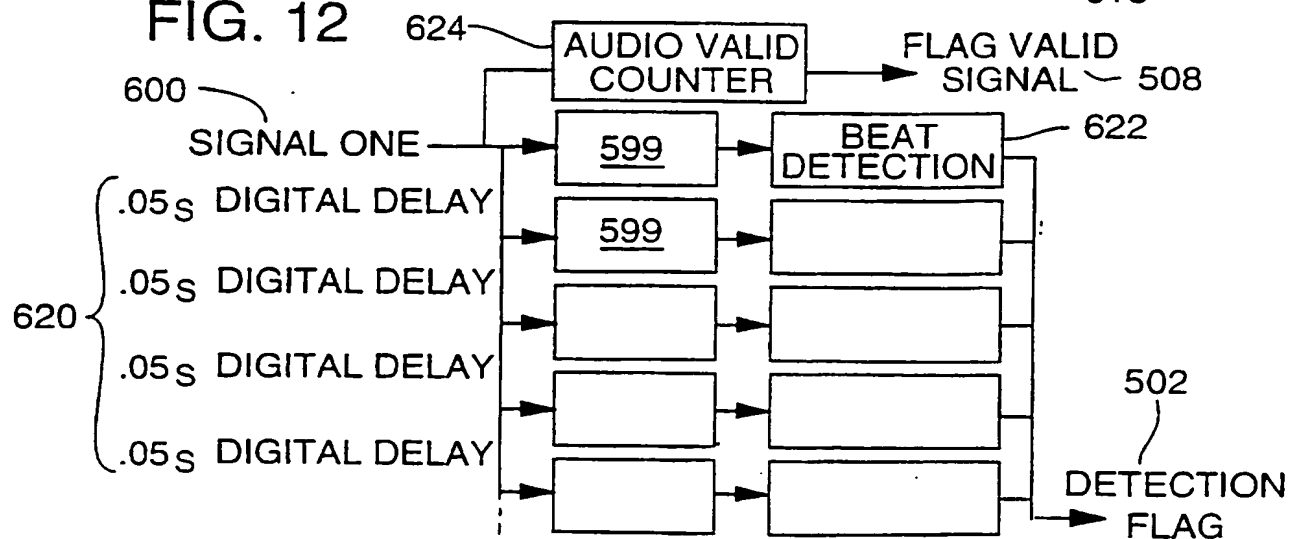 FIG. 12
624
AUDIO VALID
COUNTER
FLAG VALID
SIGNAL
508
600
SIGNAL ONE
599
BEAT
DETECTION
622
.05s DIGITAL DELAY
599
.05s DIGITAL DELAY
620
.05s DIGITAL DELAY
.05s DIGITAL DELAY
502
DETECTION
FLAG